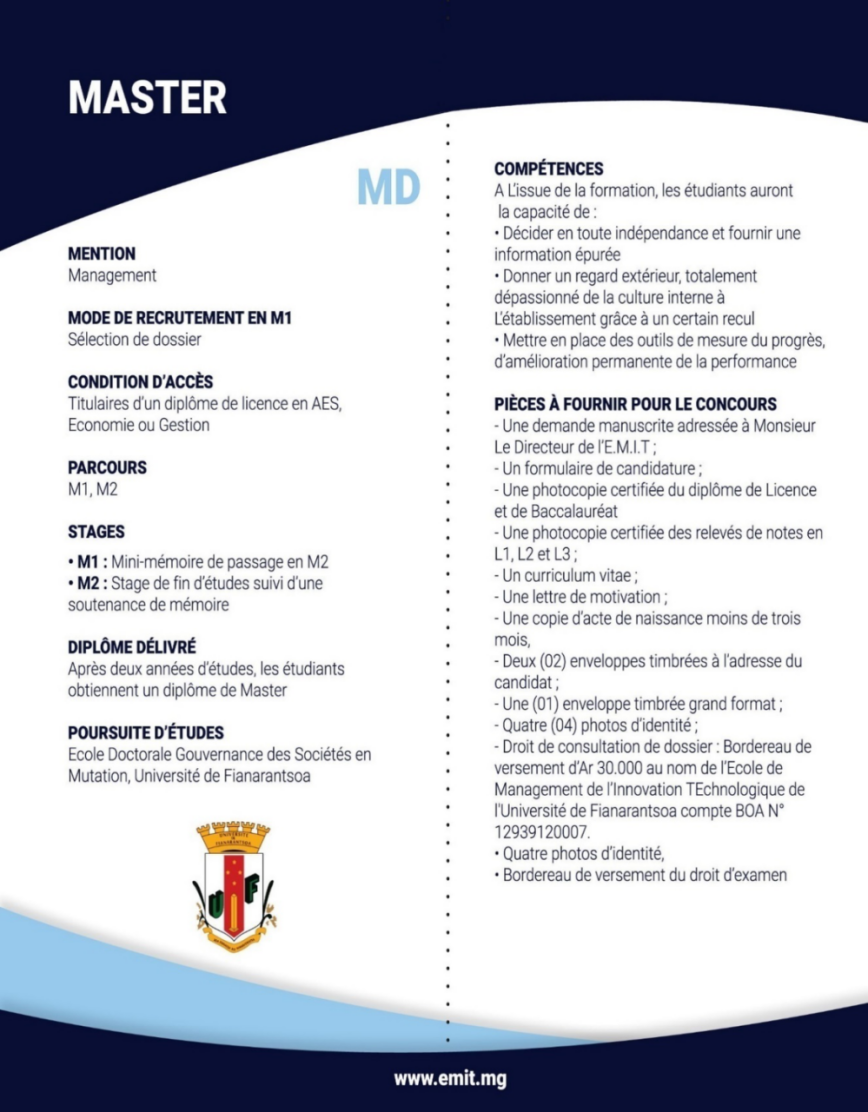 MASTER
MD
MENTION
Management
MODE DE RECRUTEMENT EN M1
Sélection de dossier
CONDITION D'ACCÈS
Titulaires d'un diplôme de licence en AES,
Economie ou Gestion
PARCOURS
M1, M2
STAGES
• M1 : Mini-mémoire de passage en M2
• M2 : Stage de fin d'études suivi d'une
soutenance de mémoire
DIPLÔME DÉLIVRÉ
Après deux années d'études, les étudiants
obtiennent un diplôme de Master
POURSUITE D'ÉTUDES
Ecole Doctorale Gouvernance des Sociétés en
Mutation, Université de Fianarantsoa
UF
COMPÉTENCES
A L'issue de la formation, les étudiants auront
la capacité de :
• Décider en toute indépendance et fournir une
information épurée
• Donner un regard extérieur, totalement
dépassionné de la culture interne à
L'établissement grâce à un certain recul
• Mettre en place des outils de mesure du progrès,
d'amélioration permanente de la performance
PIÈCES À FOURNIR POUR LE CONCOURS
- Une demande manuscrite adressée à Monsieur
Le Directeur de l'E.M.I.T ;
- Un formulaire de candidature ;
- Une photocopie certifiée du diplôme de Licence
et de Baccalauréat
- Une photocopie certifiée des relevés de notes en
L1, L2 et L3 ;
- Un curriculum vitae ;
- Une lettre de motivation ;
- Une copie d'acte de naissance moins de trois
mois,
- Deux (02) enveloppes timbrées à l'adresse du
candidat ;
- Une (01) enveloppe timbrée grand format ;
- Quatre (04) photos d'identité ;
- Droit de consultation de dossier : Bordereau de
versement d'Ar 30.000 au nom de l'Ecole de
Management de l'Innovation TEchnologique de
l'Université de Fianarantsoa compte BOA N°
12939120007.
• Quatre photos d'identité,
• Bordereau de versement du droit d'examen
www.emit.mg